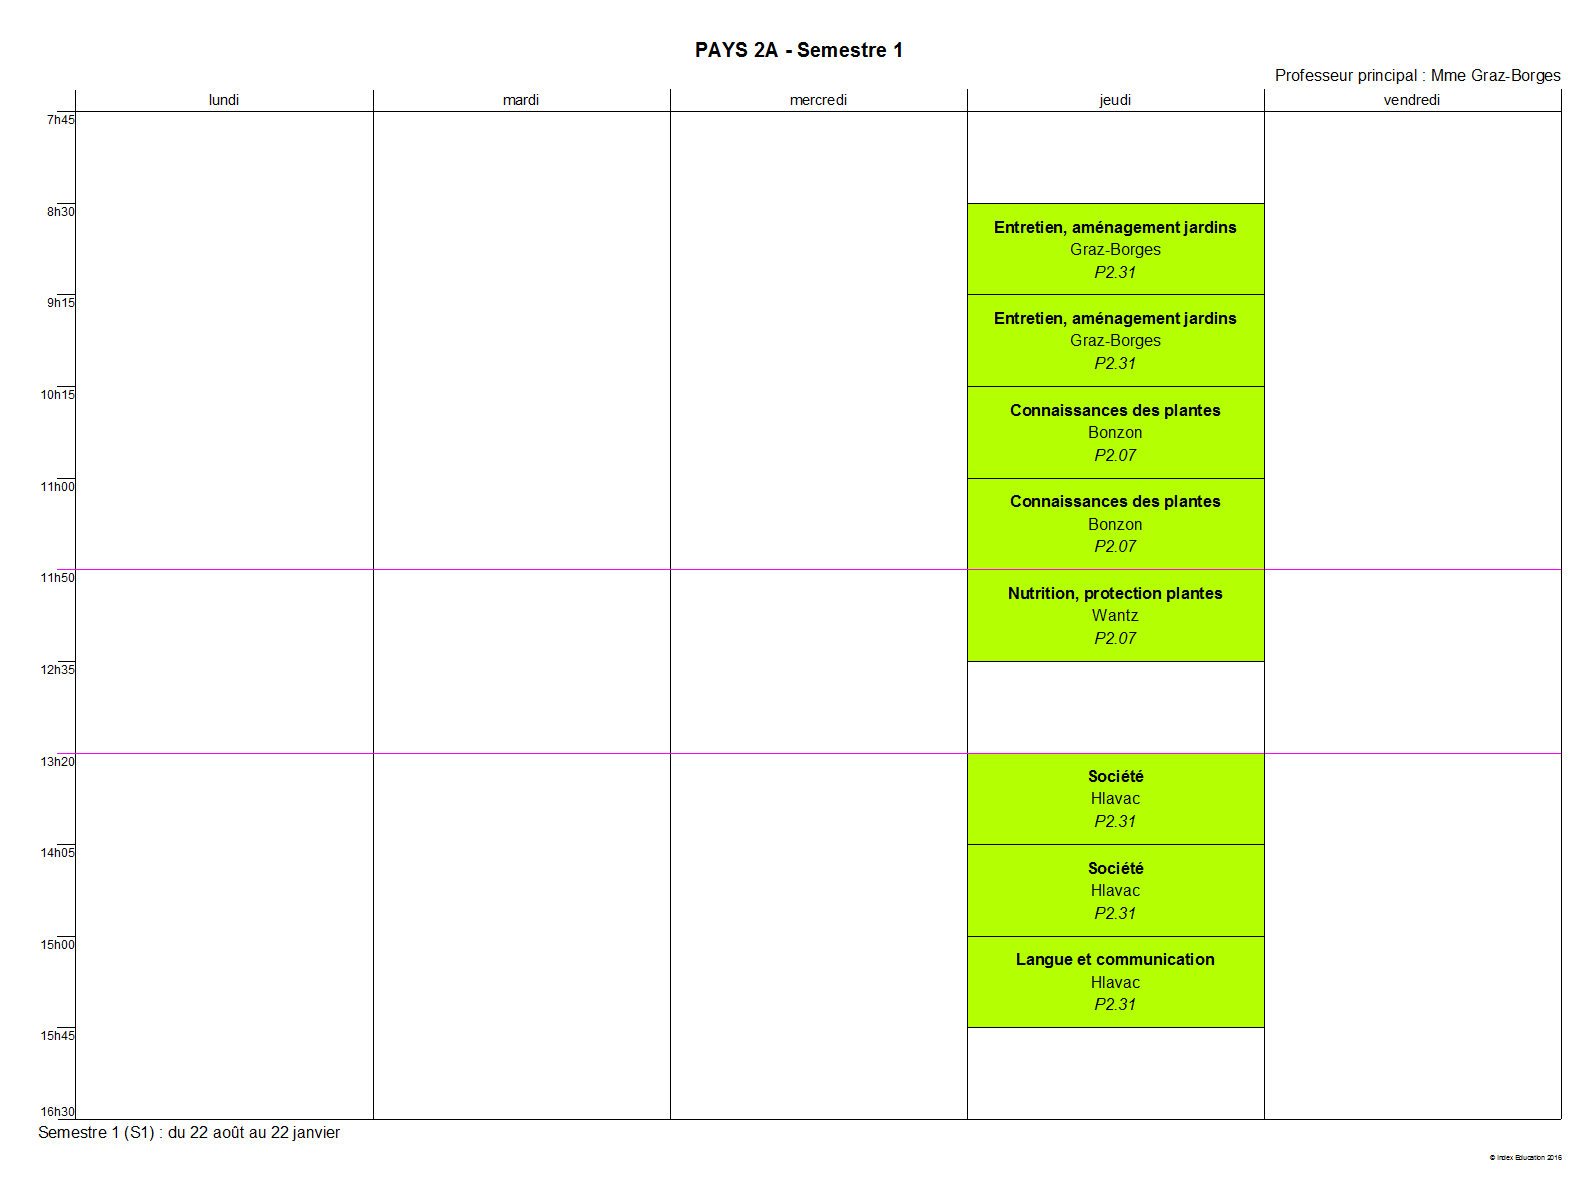 PAYS 2A - Semestre 1
Professeur principal : Mme Graz-Borges
lundi
mardi
mercredi
jeudi
vendredi
7h45
8h30
Entretien, aménagement jardins
Graz-Borges
P2.31
9h15
Entretien, aménagement jardins
Graz-Borges
P2.31
10h15
Connaissances des plantes
Bonzon
P2.07
11h00
Connaissances des plantes
Bonzon
P2.07
11h50
Nutrition, protection plantes
Wantz
P2.07
12h35
13h20
Société
Hlavac
P2.31
14h05
Société
Hlavac
P2.31
15h00
Langue et communication
Hlavac
P2.31
15h45
16h30
Semestre 1 (S1) : du 22 août au 22 janvier
© Index Education 2016